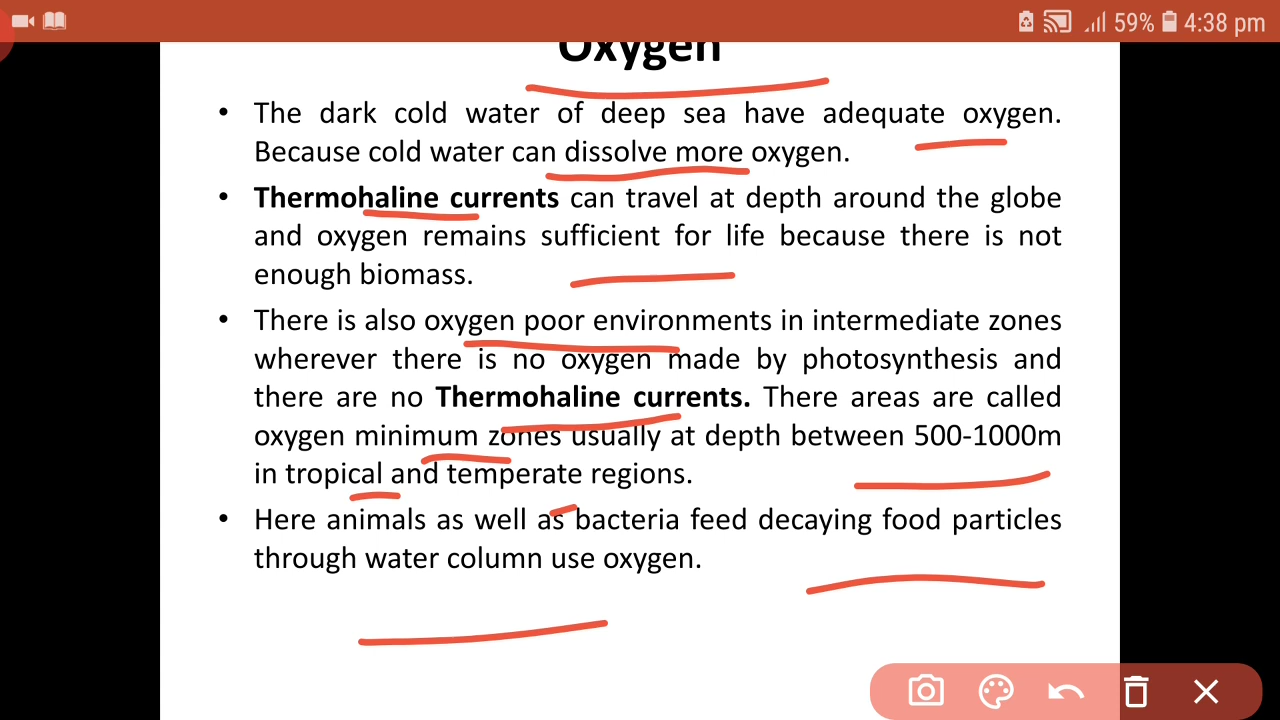 59% 4:38 pm
Oxygen
• The dark cold water of deep sea have adequate oxygen.
Because cold water can dissolve more oxygen.
• Thermohaline currents can travel at depth around the globe
and oxygen remains sufficient for life because there is not
enough biomass.
• There is also oxygen poor environments in intermediate zones
wherever there is no oxygen made by photosynthesis and
there are no Thermohaline currents. There areas are called
oxygen minimum zones usually at depth between 500-1000m
in tropical and temperate regions.
• Here animals as well as bacteria feed decaying food particles
through water column use oxygen.